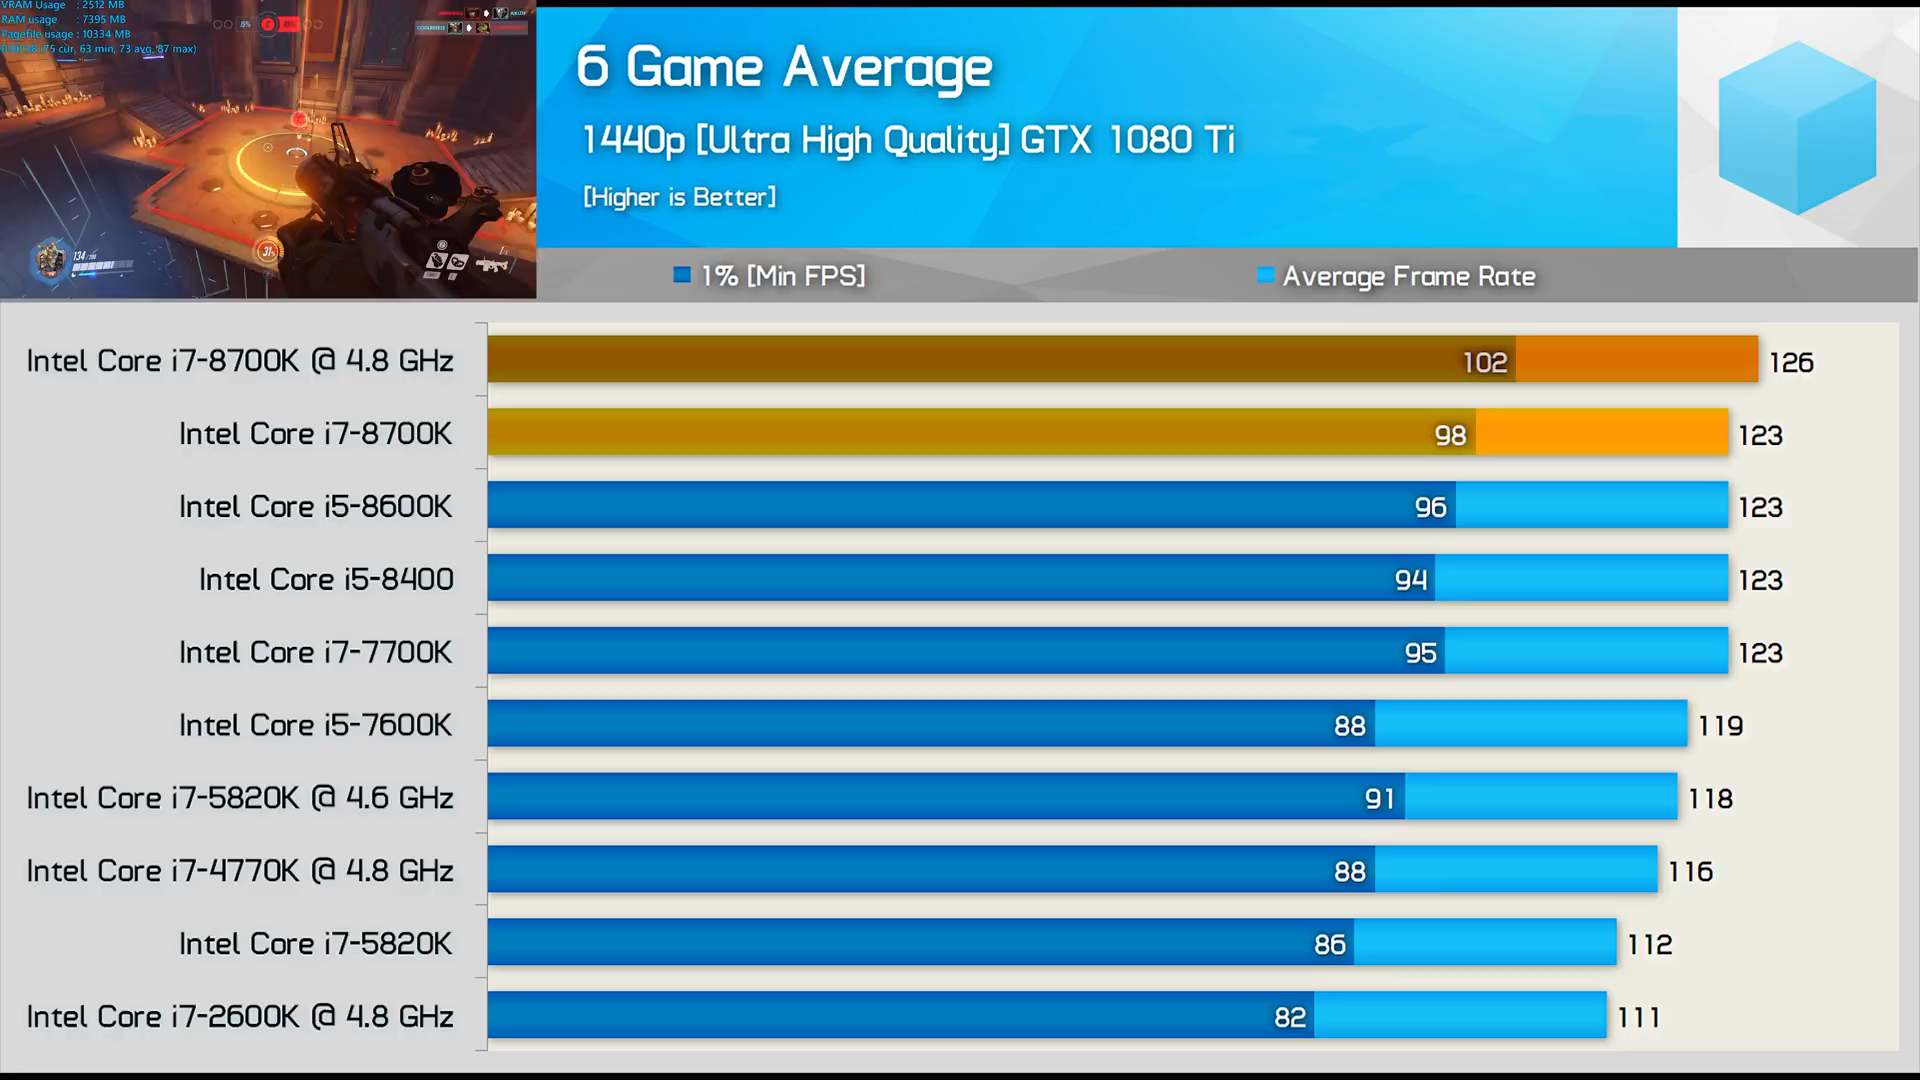 VRAM Usage : 2512 MB
RAM usage : 7395 MB
Pagefile usage : 10334 MB
6 Game Average
1440p [Ultra High Quality] GTX 1080 Ti
[Higher is Better]
134
31
1% [Min FPS]
Average Frame Rate
Intel Core i7-8700K @ 4.8 GHz 102 126
Intel Core i7-8700K 98 123
Intel Core i5-8600K 96 123
Intel Core i5-8400 94 123
Intel Core i7-7700K 95 123
Intel Core i5-7600K 88 119
Intel Core i7-5820K @ 4.6 GHz 91 118
Intel Core i7-4770K @ 4.8 GHz 88 116
Intel Core i7-5820K 86 112
Intel Core i7-2600K @ 4.8 GHz 82 111